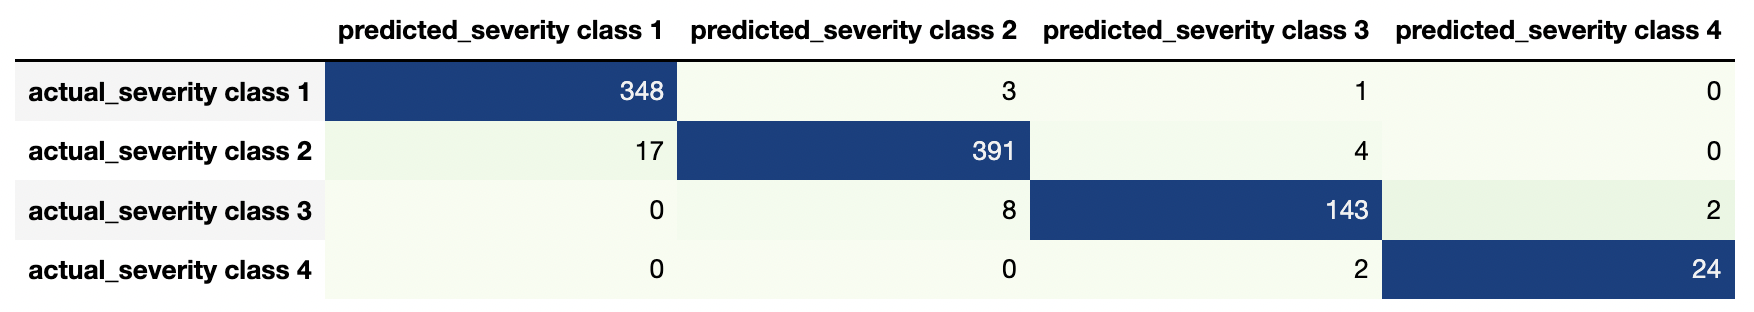 predicted_severity class 1 predicted_severity class 2 predicted_severity class 3 predicted_severity class 4
actual_severity class 1 348 3 1 0
actual_severity class 2 17 391 4 0
actual_severity class 3 0 8 143 2
actual_severity class 4 0 0 2 24